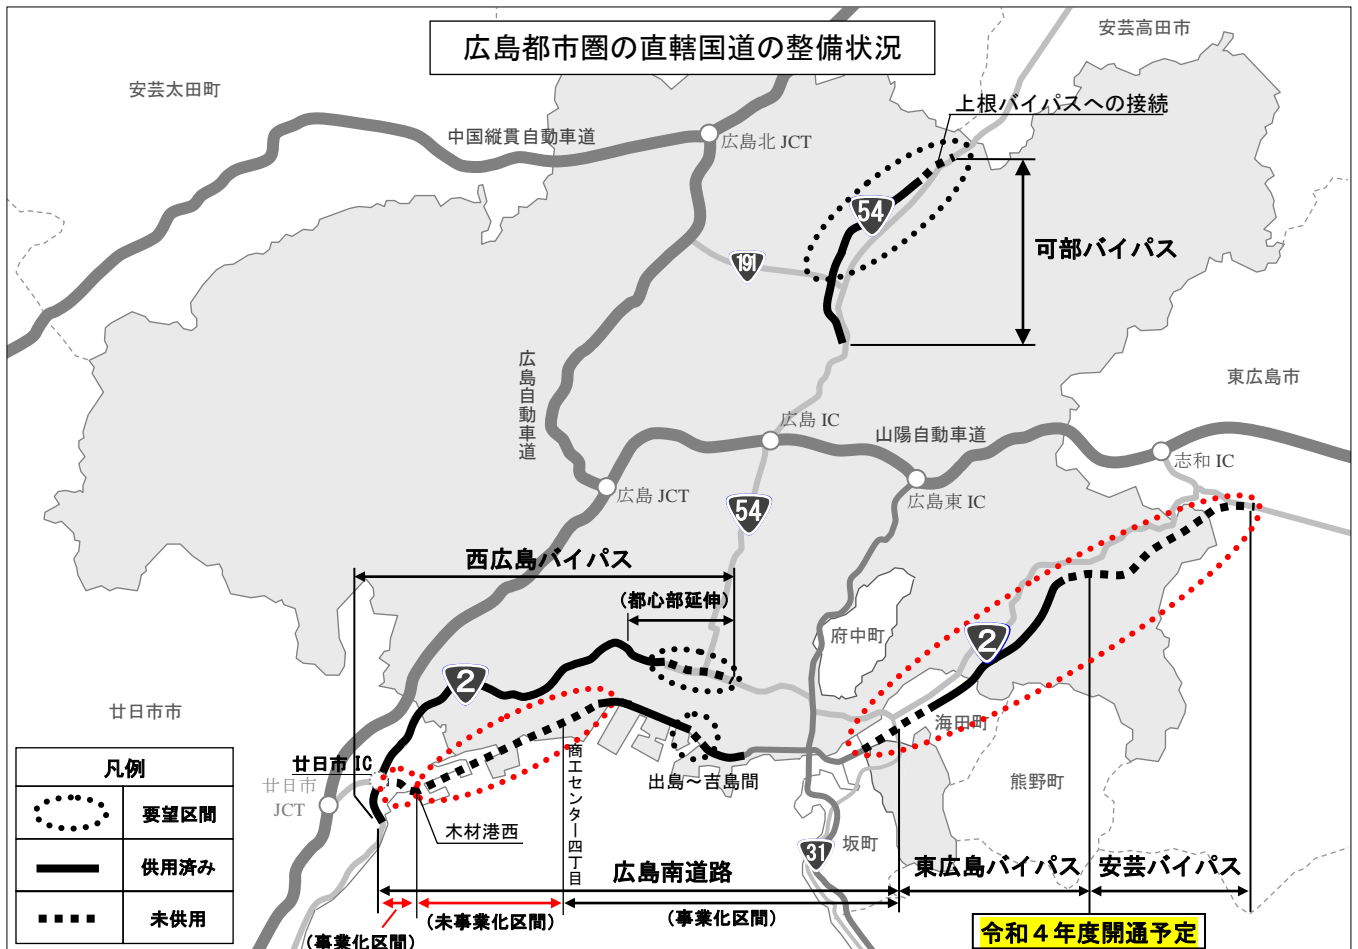 広島都市圏の直轄国道の整備状況
安芸高田市
安芸太田町
上根バイパスへの接続
中国縦貫自動車道
広島北 JCT
54
可部バイパス
191
広島自動車道
東広島市
広島 IC
山陽自動車道
志和 IC
広島 JCT
広島東 IC
54
西広島バイパス
(都心部延伸)
府中町
2
2
廿日市市
海田町
熊野町
廿日市 IC
廿日市
JCT
商工センター四丁目
出島～吉島間
木材港西
坂町
31
凡例
要望区間
供用済み
未供用
広島南道路
東広島バイパス
安芸バイパス
(事業化区間)
(未事業化区間)
(事業化区間)
令和４年度開通予定